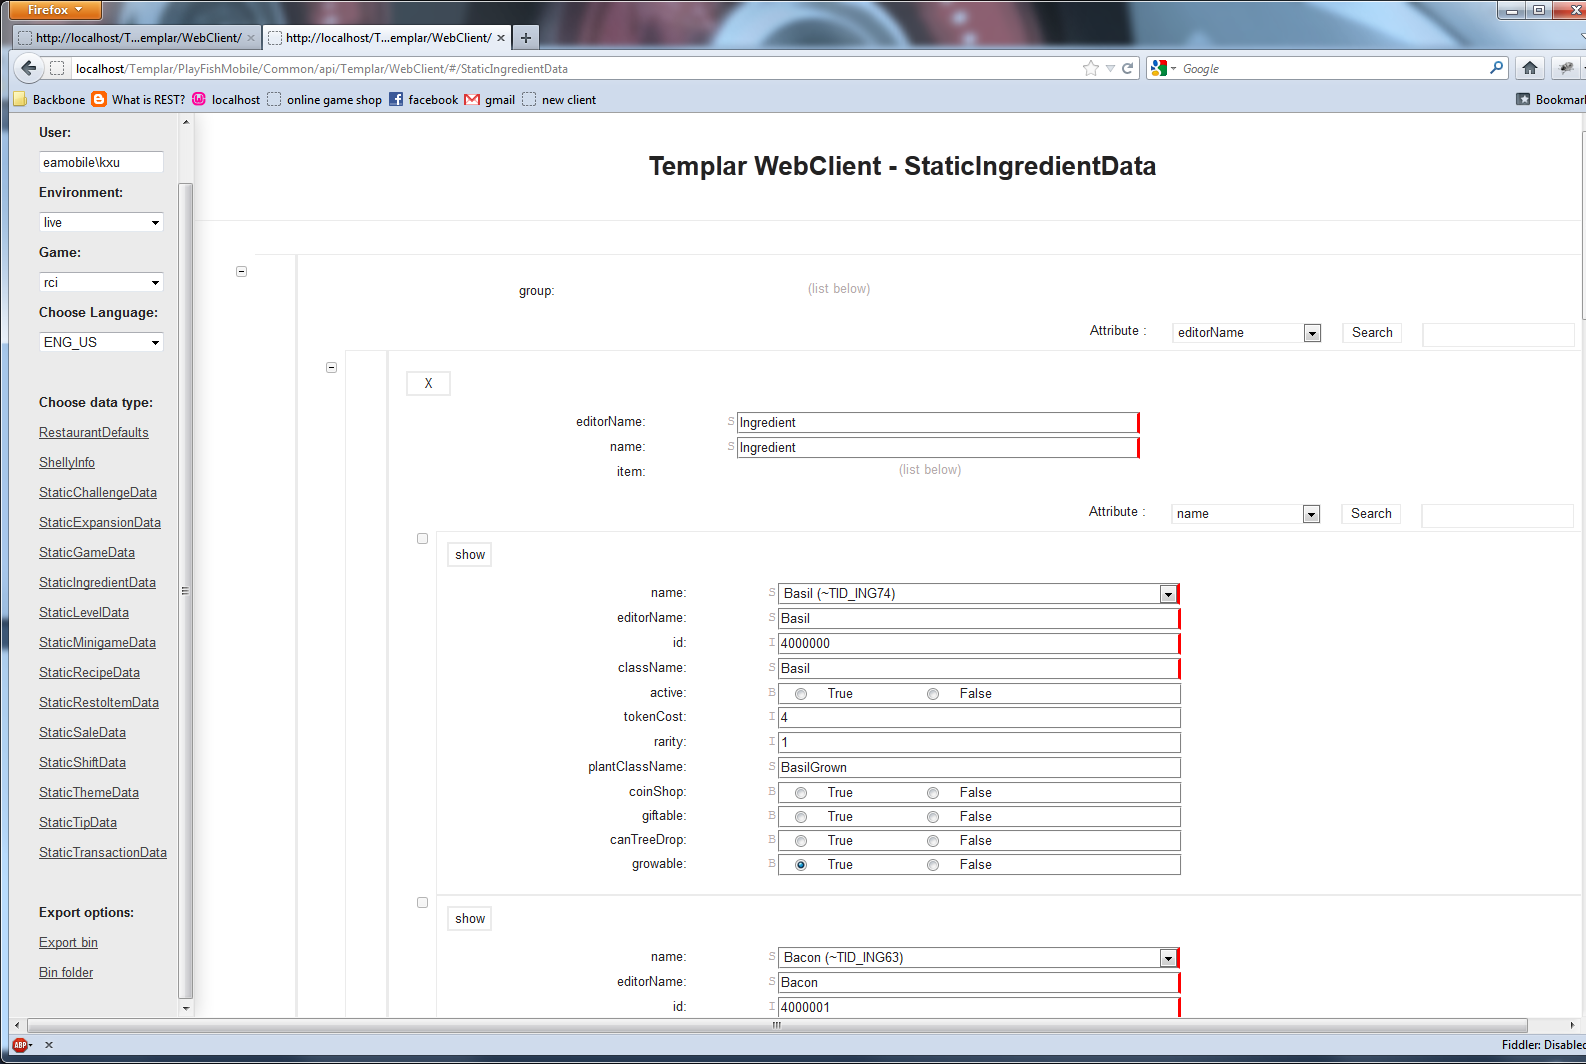 Firefox
http://localhost/T...emplar/WebClient/
http://localhost/T...emplar/WebClient/
localhost/Templar/PlayFishMobile/Common/api/Templar/WebClient/#/StaticIngredientData
Google
Backbone
What is REST?
localhost
online game shop
facebook
gmail
new client
Bookmark
User:
eamobile\kxu
Environment:
live
Game:
rci
Choose Language:
ENG_US
Choose data type:
RestaurantDefaults
ShellyInfo
StaticChallengeData
StaticExpansionData
StaticGameData
StaticIngredientData
StaticLevelData
StaticMinigameData
StaticRecipeData
StaticRestoItemData
StaticSaleData
StaticShiftData
StaticThemeData
StaticTipData
StaticTransactionData
Export options:
Export bin
Bin folder
Templar WebClient - StaticIngredientData
group: (list below)
Attribute : editorName Search
X
editorName: S Ingredient
name: S Ingredient
item: (list below)
Attribute : name Search
show
name: S Basil (~TID_ING74)
editorName: S Basil
id: I 4000000
className: S Basil
active: B True False
tokenCost: I 4
rarity: I 1
plantClassName: S BasilGrown
coinShop: B True False
giftable: B True False
canTreeDrop: B True False
growable: B True False
show
name: S Bacon (~TID_ING63)
editorName: S Bacon
id: I 4000001
ABP
Fiddler: Disabled